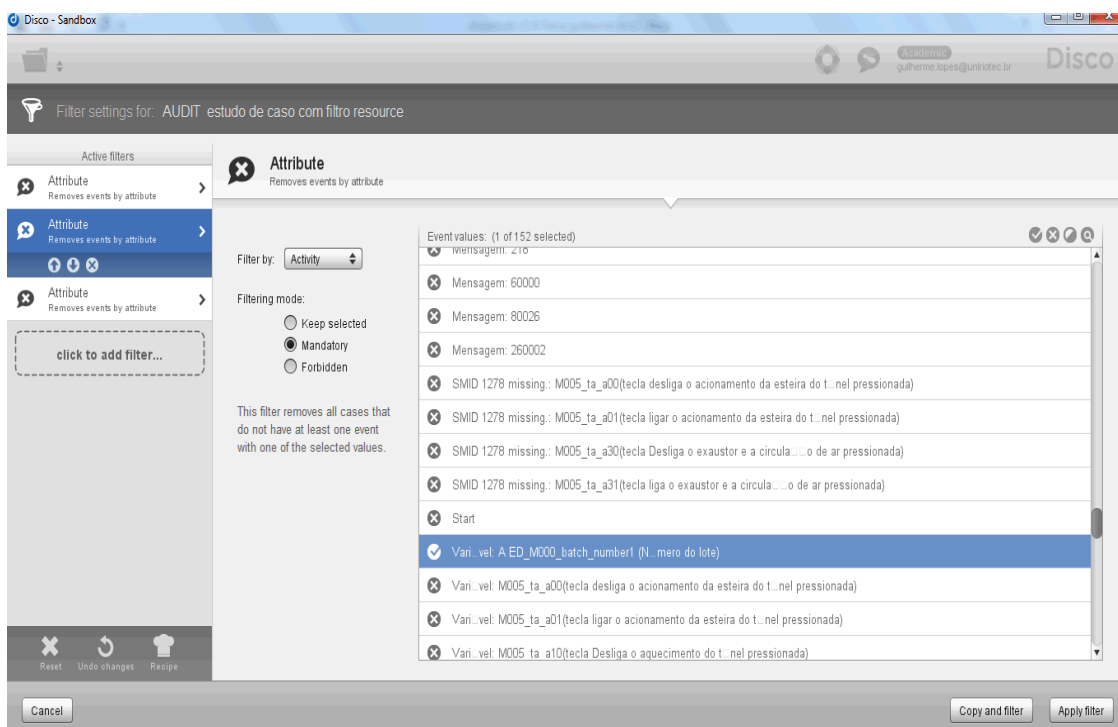 Disco - Sandbox
Academic
guilherme.lopes@uniriotec.br
Disco
Filter settings for: AUDIT estudo de caso com filtro resource
Active filters
Attribute
Removes events by attribute
Attribute
Removes events by attribute
Attribute
Removes events by attribute
click to add filter...
Reset Undo changes Recipe
Attribute
Removes events by attribute
Filter by: Activity
Filtering mode:
Keep selected
Mandatory
Forbidden
This filter removes all cases that
do not have at least one event
with one of the selected values.
Event values: (1 of 152 selected)
Mensagem: 218
Mensagem: 60000
Mensagem: 80026
Mensagem: 260002
SMID 1278 missing.: M005_ta_a00(tecla desliga o acionamento da esteira do t□nel pressionada)
SMID 1278 missing.: M005_ta_a01(tecla ligar o acionamento da esteira do t□nel pressionada)
SMID 1278 missing.: M005_ta_a30(tecla Desliga o exaustor e a circula□□o de ar pressionada)
SMID 1278 missing.: M005_ta_a31(tecla liga o exaustor e a circula□□o de ar pressionada)
Start
Vari□vel: A ED_M000_batch_number1 (N□mero do lote)
Vari□vel: M005_ta_a00(tecla desliga o acionamento da esteira do t□nel pressionada)
Vari□vel: M005_ta_a01(tecla ligar o acionamento da esteira do t□nel pressionada)
Vari□vel: M005_ta_a10(tecla Desliga o aquecimento do t□nel pressionada)
Cancel
Copy and filter
Apply filter